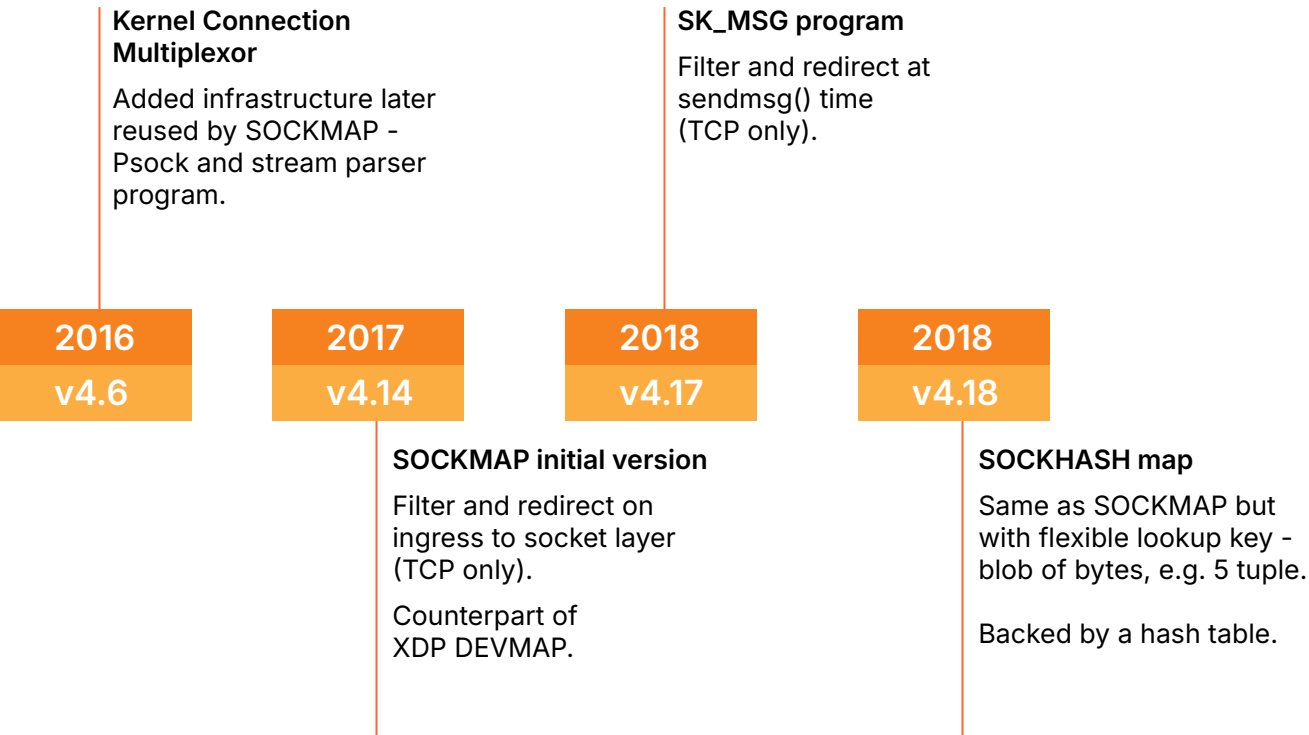 Kernel Connection
Multiplexor
Added infrastructure later
reused by SOCKMAP -
Psock and stream parser
program.
SK_MSG program
Filter and redirect at
sendmsg() time
(TCP only).
2016
v4.6
2017
v4.14
2018
v4.17
2018
v4.18
SOCKMAP initial version
Filter and redirect on
ingress to socket layer
(TCP only).
Counterpart of
XDP DEVMAP.
SOCKHASH map
Same as SOCKMAP but
with flexible lookup key -
blob of bytes, e.g. 5 tuple.
Backed by a hash table.